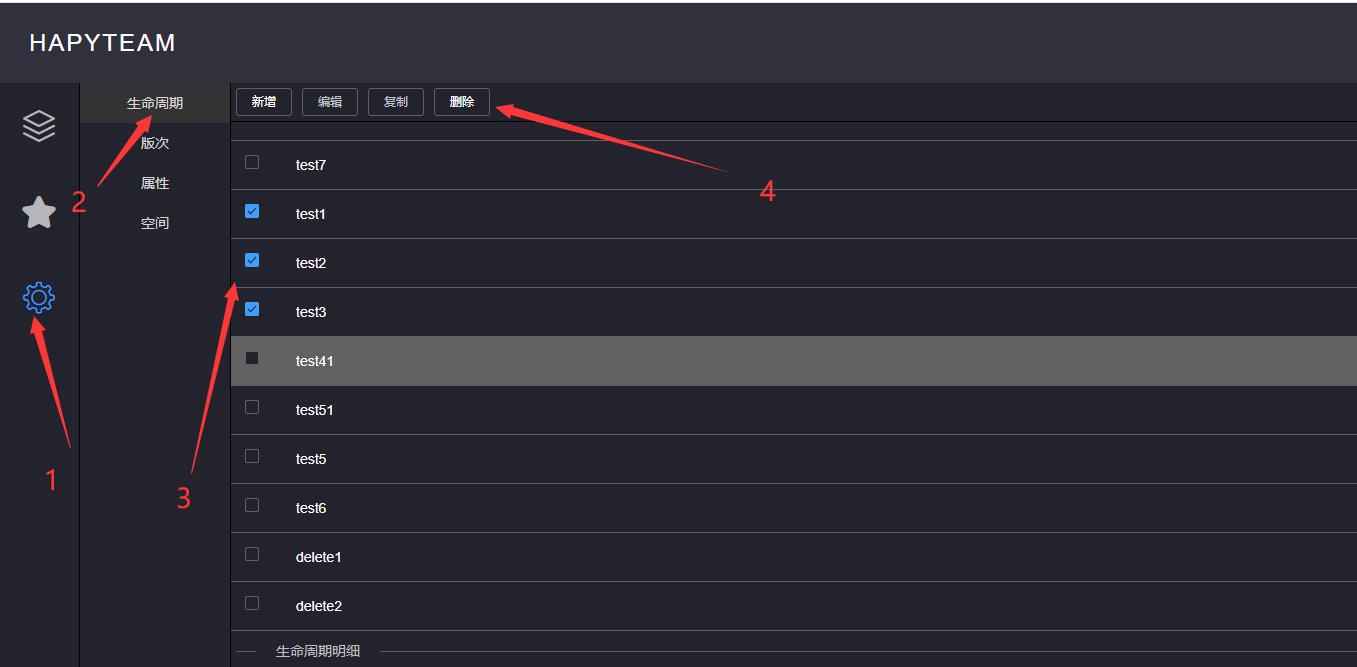 HAPYTEAM
生命周期
版次
属性
空间
新增 编辑 复制 删除
test7
test1
test2
test3
test41
test51
test5
test6
delete1
delete2
生命周期明细
1
2
3
4